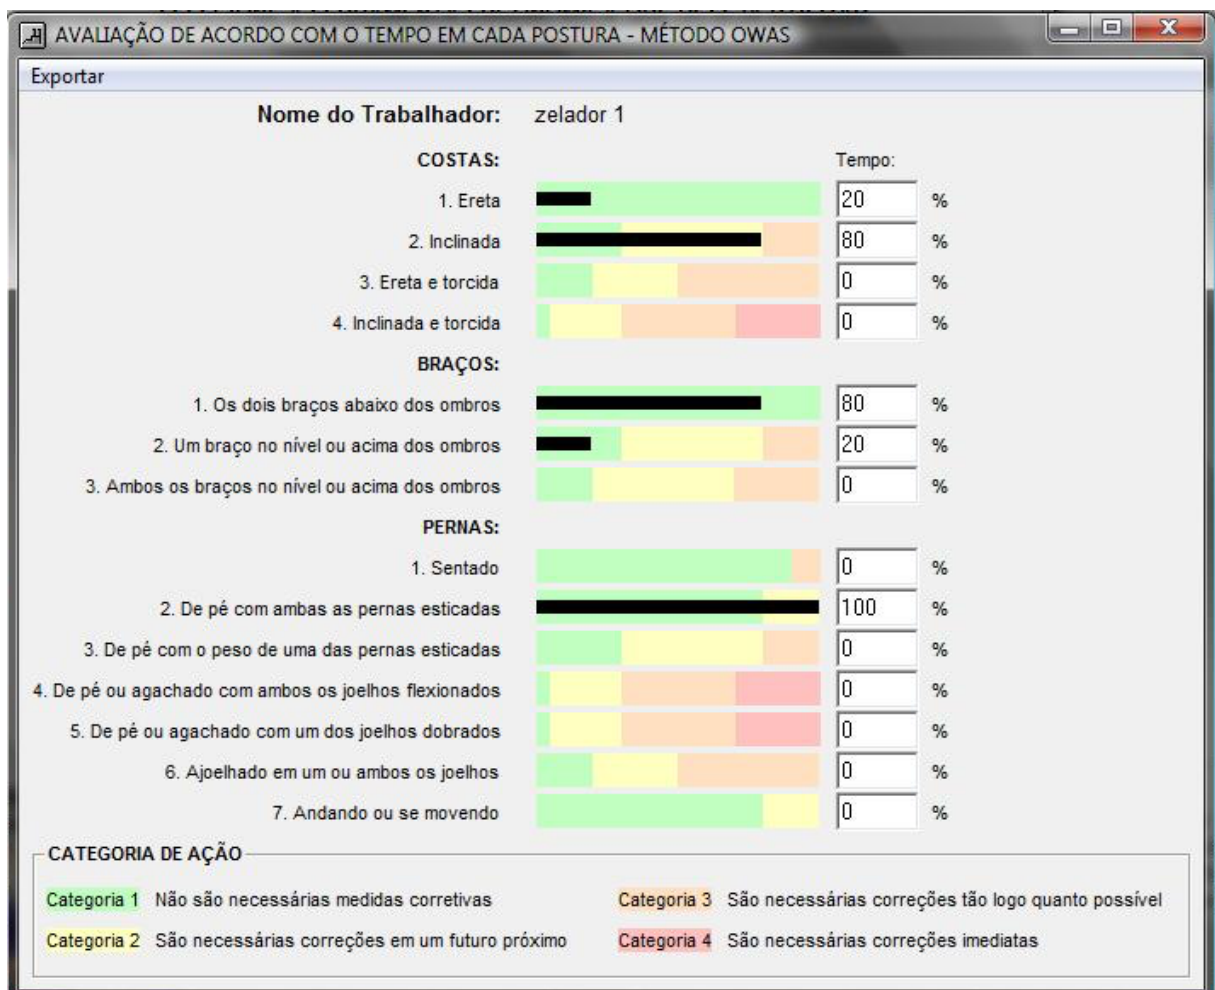 AVALIAÇÃO DE ACORDO COM O TEMPO EM CADA POSTURA - MÉTODO OWAS
Exportar
Nome do Trabalhador: zelador 1
COSTAS: Tempo:
1. Ereta 20 %
2. Inclinada 80 %
3. Ereta e torcida 0 %
4. Inclinada e torcida 0 %
BRAÇOS:
1. Os dois braços abaixo dos ombros 80 %
2. Um braço no nível ou acima dos ombros 20 %
3. Ambos os braços no nível ou acima dos ombros 0 %
PERNAS:
1. Sentado 0 %
2. De pé com ambas as pernas esticadas 100 %
3. De pé com o peso de uma das pernas esticadas 0 %
4. De pé ou agachado com ambos os joelhos flexionados 0 %
5. De pé ou agachado com um dos joelhos dobrados 0 %
6. Ajoelhado em um ou ambos os joelhos 0 %
7. Andando ou se movendo 0 %
CATEGORIA DE AÇÃO
Categoria 1 Não são necessárias medidas corretivas Categoria 3 São necessárias correções tão logo quanto possível
Categoria 2 São necessárias correções em um futuro próximo Categoria 4 São necessárias correções imediatas